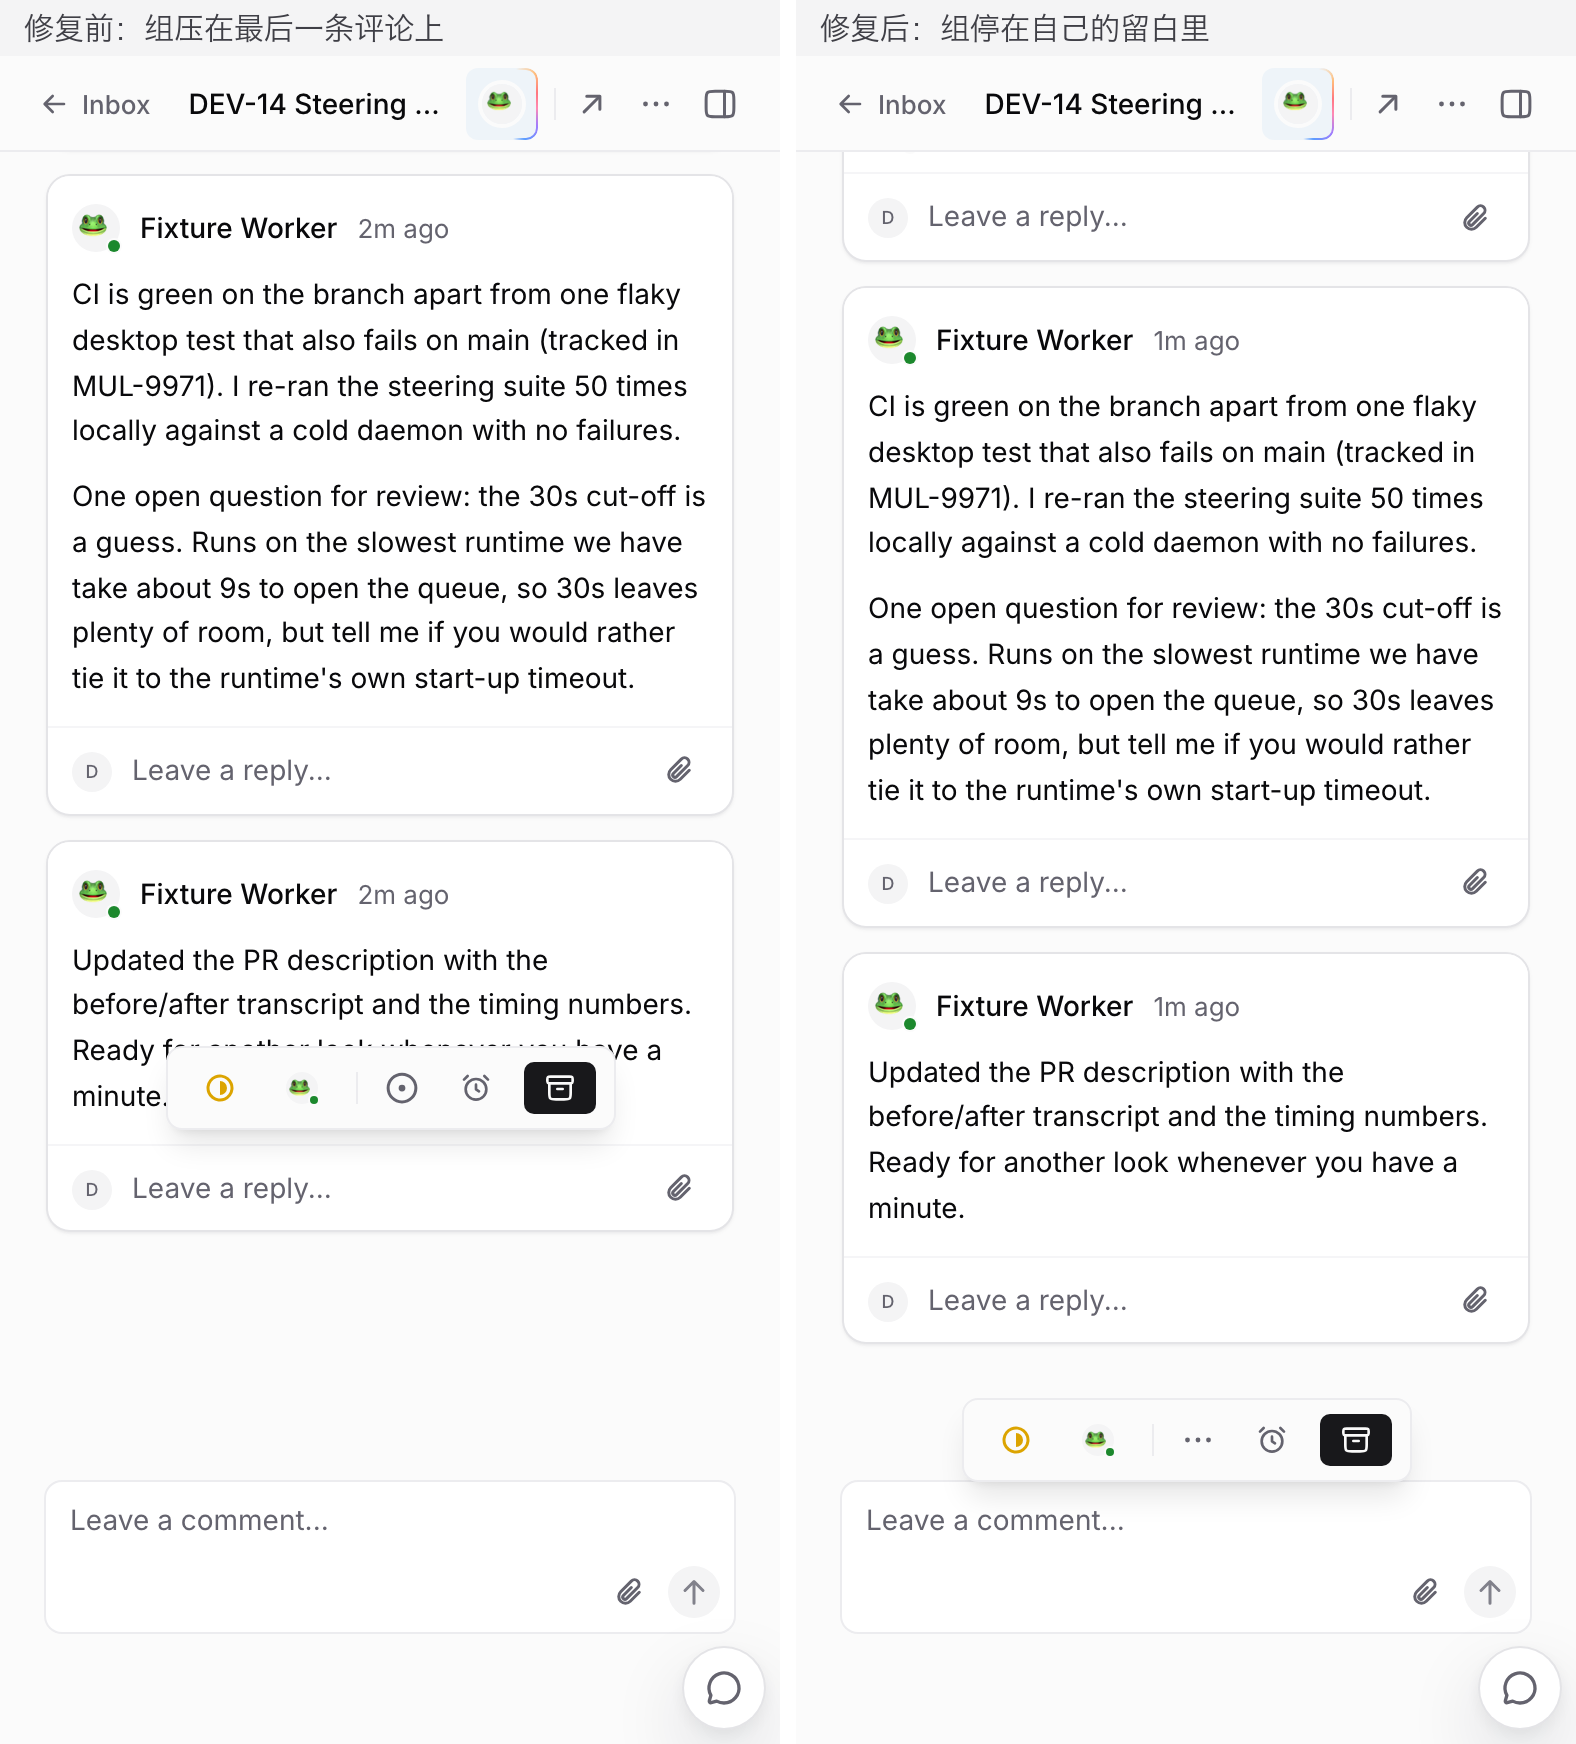 修复前：组压在最后一条评论上
Inbox
DEV-14 Steering ...
Fixture Worker 2m ago
CI is green on the branch apart from one flaky
desktop test that also fails on main (tracked in
MUL-9971). I re-ran the steering suite 50 times
locally against a cold daemon with no failures.
One open question for review: the 30s cut-off is
a guess. Runs on the slowest runtime we have
take about 9s to open the queue, so 30s leaves
plenty of room, but tell me if you would rather
tie it to the runtime's own start-up timeout.
D Leave a reply...
Fixture Worker 2m ago
Updated the PR description with the
before/after transcript and the timing numbers.
Ready for another look whenever you have a
minute.
D Leave a reply...
Leave a comment...
修复后：组停在自己的留白里
Inbox
DEV-14 Steering ...
D Leave a reply...
Fixture Worker 1m ago
CI is green on the branch apart from one flaky
desktop test that also fails on main (tracked in
MUL-9971). I re-ran the steering suite 50 times
locally against a cold daemon with no failures.
One open question for review: the 30s cut-off is
a guess. Runs on the slowest runtime we have
take about 9s to open the queue, so 30s leaves
plenty of room, but tell me if you would rather
tie it to the runtime's own start-up timeout.
D Leave a reply...
Fixture Worker 1m ago
Updated the PR description with the
before/after transcript and the timing numbers.
Ready for another look whenever you have a
minute.
D Leave a reply...
Leave a comment...